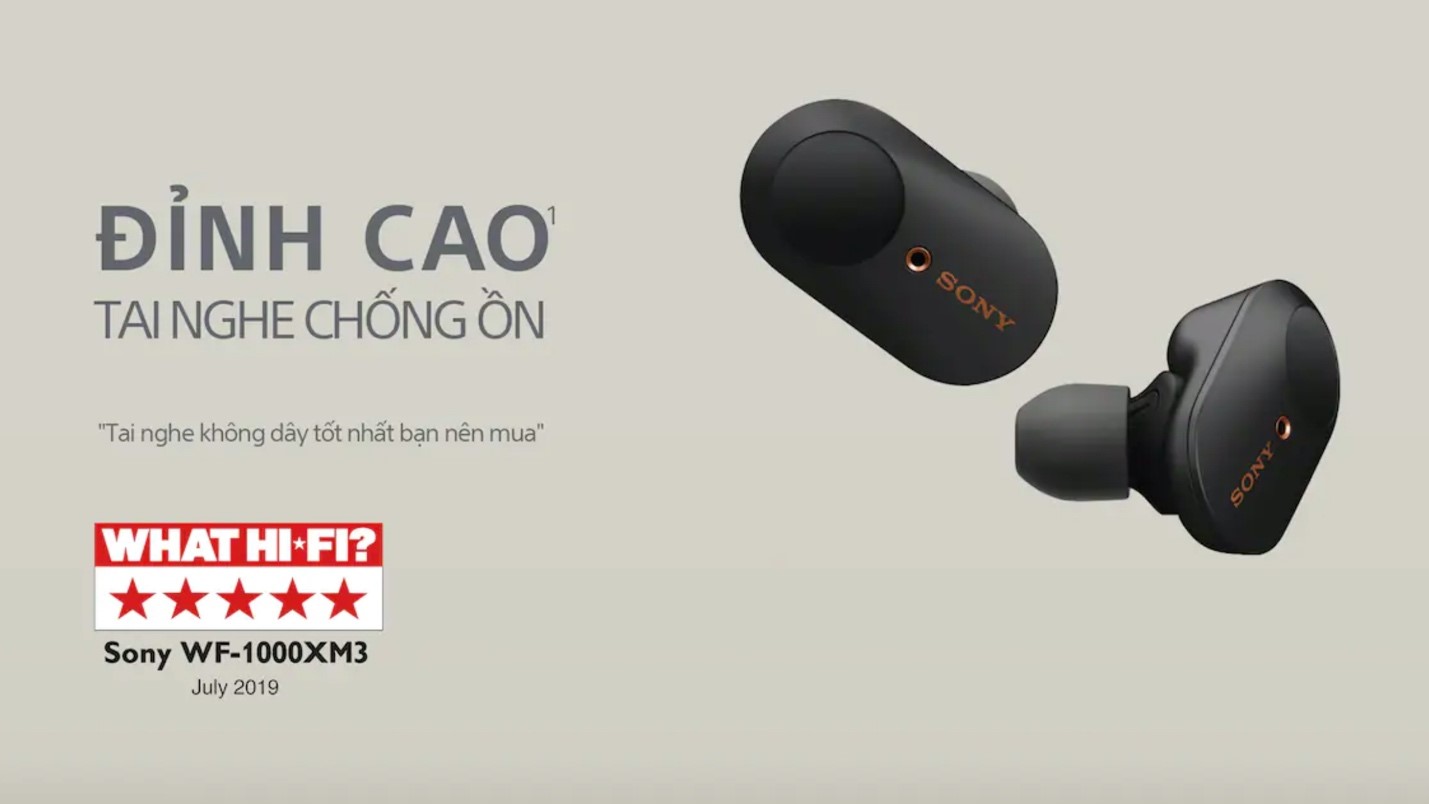 ĐỈNH CAO¹
TAI NGHE CHỐNG ỒN
"Tai nghe không dây tốt nhất bạn nên mua"
WHAT HI★FI?
★★★★★
Sony WF-1000XM3
July 2019
SONY
SONY